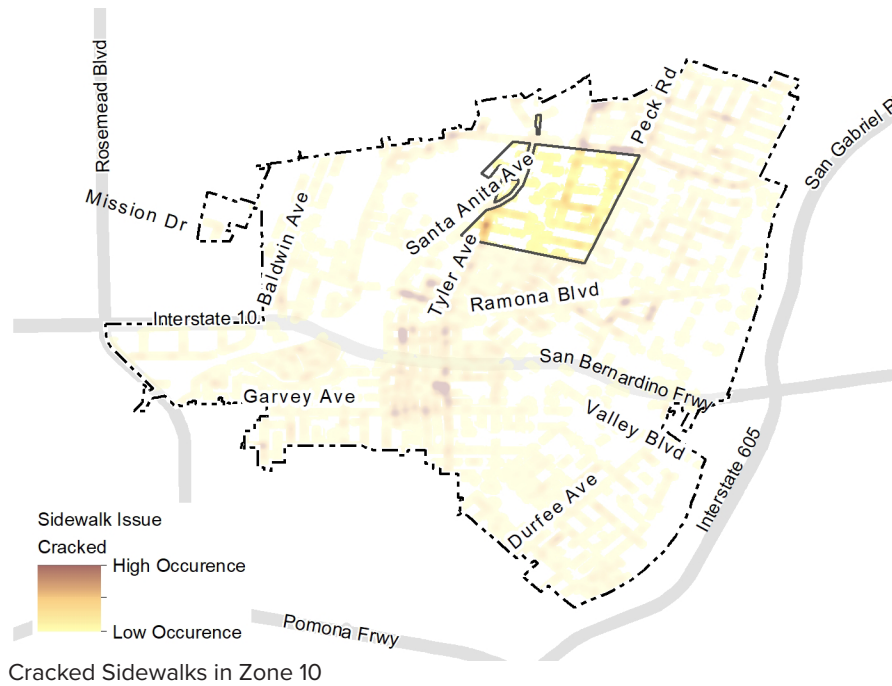 Rosemead Blvd
Peck Rd
San Gabriel R
Mission Dr
Baldwin Ave
Santa Anita Ave
Tyler Ave
Ramona Blvd
Interstate 10
San Bernardino Frwy
Garvey Ave
Valley Blvd
Interstate 605
Durfee Ave
Sidewalk Issue
Cracked
High Occurence
Low Occurence
Pomona Frwy
Cracked Sidewalks in Zone 10